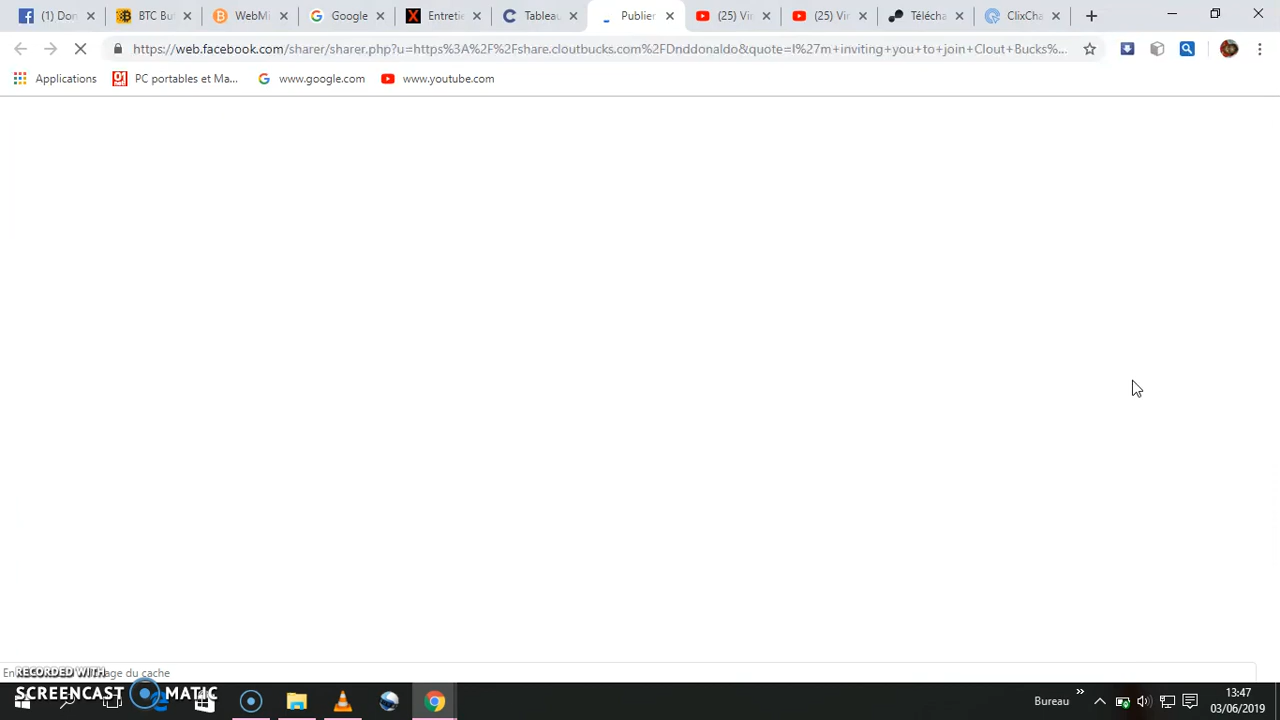 (1) Don
BTC Bu
WebMi
Google
Entretie
Tableau
Publier
(25) Y
(25)
Télécha
ClixCha
https://web.facebook.com/sharer/sharer.php?u=https%3A%2F%2Fshare.cloutbucks.com%2FDnddonaldo&quote=I%27m+inviting+you+to+join+Clout+Bucks%...
Applications
PC portables et Ma...
www.google.com
www.youtube.com
age du cache
RECORDED WITH
SCREENCAST MATIC
Bureau
13:47
03/06/2019